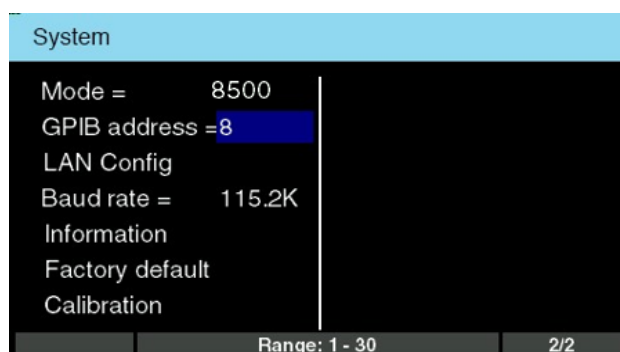 System
Mode = 8500
GPIB address =8
LAN Config
Baud rate = 115.2K
Information
Factory default
Calibration
Range: 1 - 30 2/2